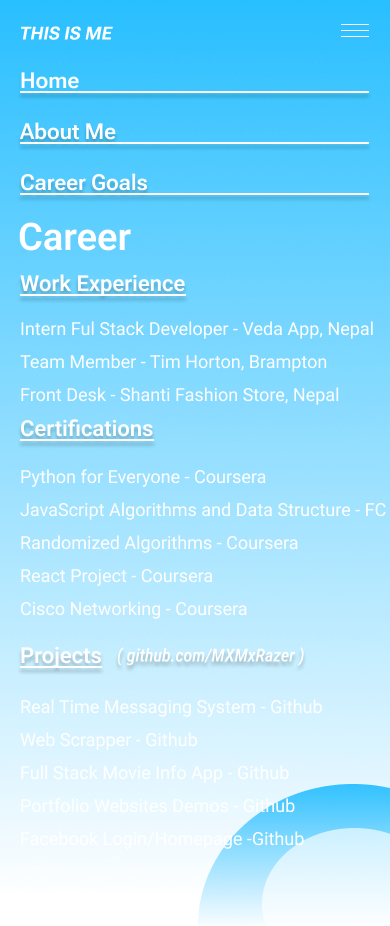 THIS IS ME
Home
About Me
Career Goals
Career
Work Experience
Intern Ful Stack Developer - Veda App, Nepal
Team Member - Tim Horton, Brampton
Front Desk - Shanti Fashion Store, Nepal
Certifications
Python for Everyone - Coursera
JavaScript Algorithms and Data Structure - FC
Randomized Algorithms - Coursera
React Project - Coursera
Cisco Networking - Coursera
Projects ( github.com/MXMxRazer )
Real Time Messaging System - Github
Web Scrapper - Github
Full Stack Movie Info App - Github
Portfolio Websites Demos - Github
Facebook Login/Homepage -Github